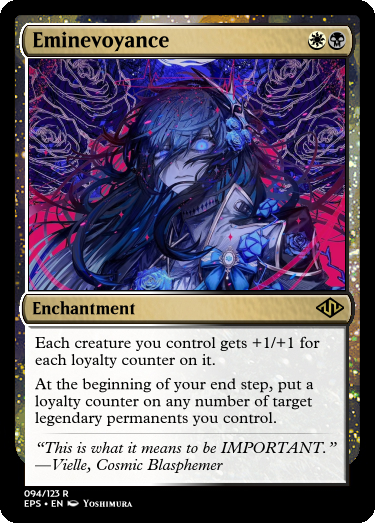 Eminevoyance
Enchantment
Each creature you control gets +1/+1 for
each loyalty counter on it.
At the beginning of your end step, put a
loyalty counter on any number of target
legendary permanents you control.
“This is what it means to be IMPORTANT.”
—Vielle, Cosmic Blasphemer
094/123 R
EPS • EN Yoshimura